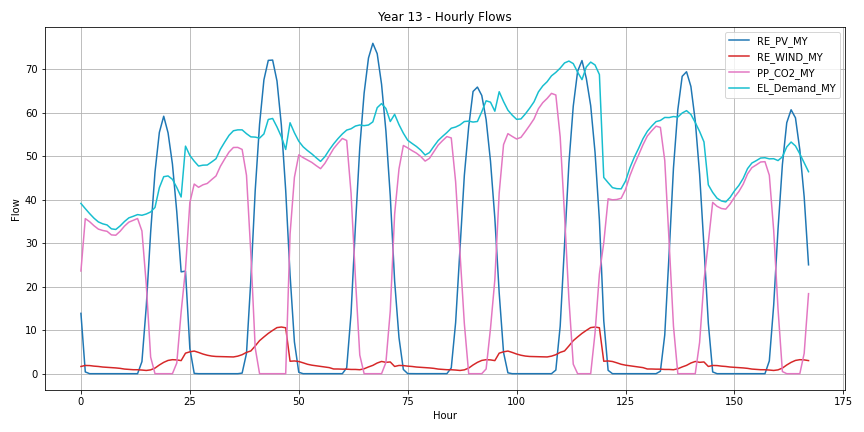 Year 13 - Hourly Flows
RE_PV_MY
RE_WIND_MY
PP_CO2_MY
EL_Demand_MY
Flow
70
60
50
40
30
20
10
0
0 25 50 75 100 125 150 175
Hour